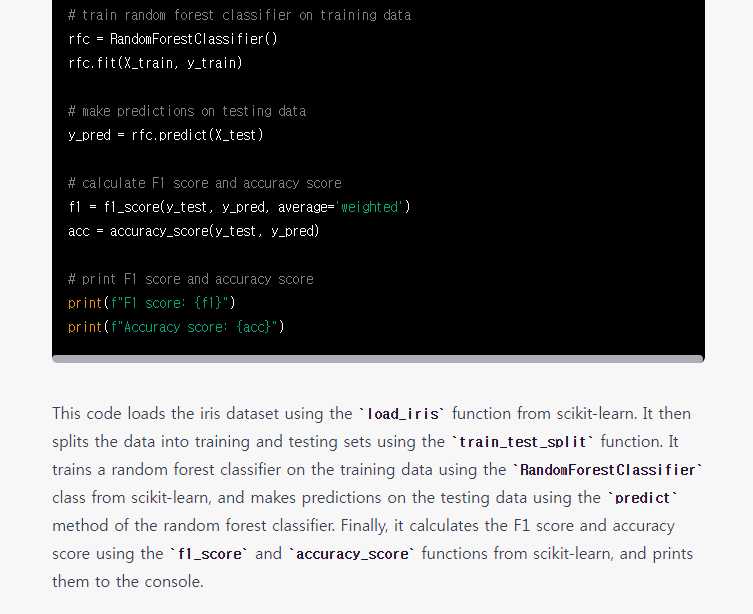 # train random forest classifier on training data
rfc = RandomForestClassifier()
rfc.fit(X_train, y_train)
# make predictions on testing data
y_pred = rfc.predict(X_test)
# calculate F1 score and accuracy score
f1 = f1_score(y_test, y_pred, average='weighted')
acc = accuracy_score(y_test, y_pred)
# print F1 score and accuracy score
print(f"F1 score: {f1}")
print(f"Accuracy score: {acc}")
This code loads the iris dataset using the `load_iris` function from scikit-learn. It then
splits the data into training and testing sets using the `train_test_split` function. It
trains a random forest classifier on the training data using the `RandomForestClassifier`
class from scikit-learn, and makes predictions on the testing data using the `predict`
method of the random forest classifier. Finally, it calculates the F1 score and accuracy
score using the `f1_score` and `accuracy_score` functions from scikit-learn, and prints
them to the console.